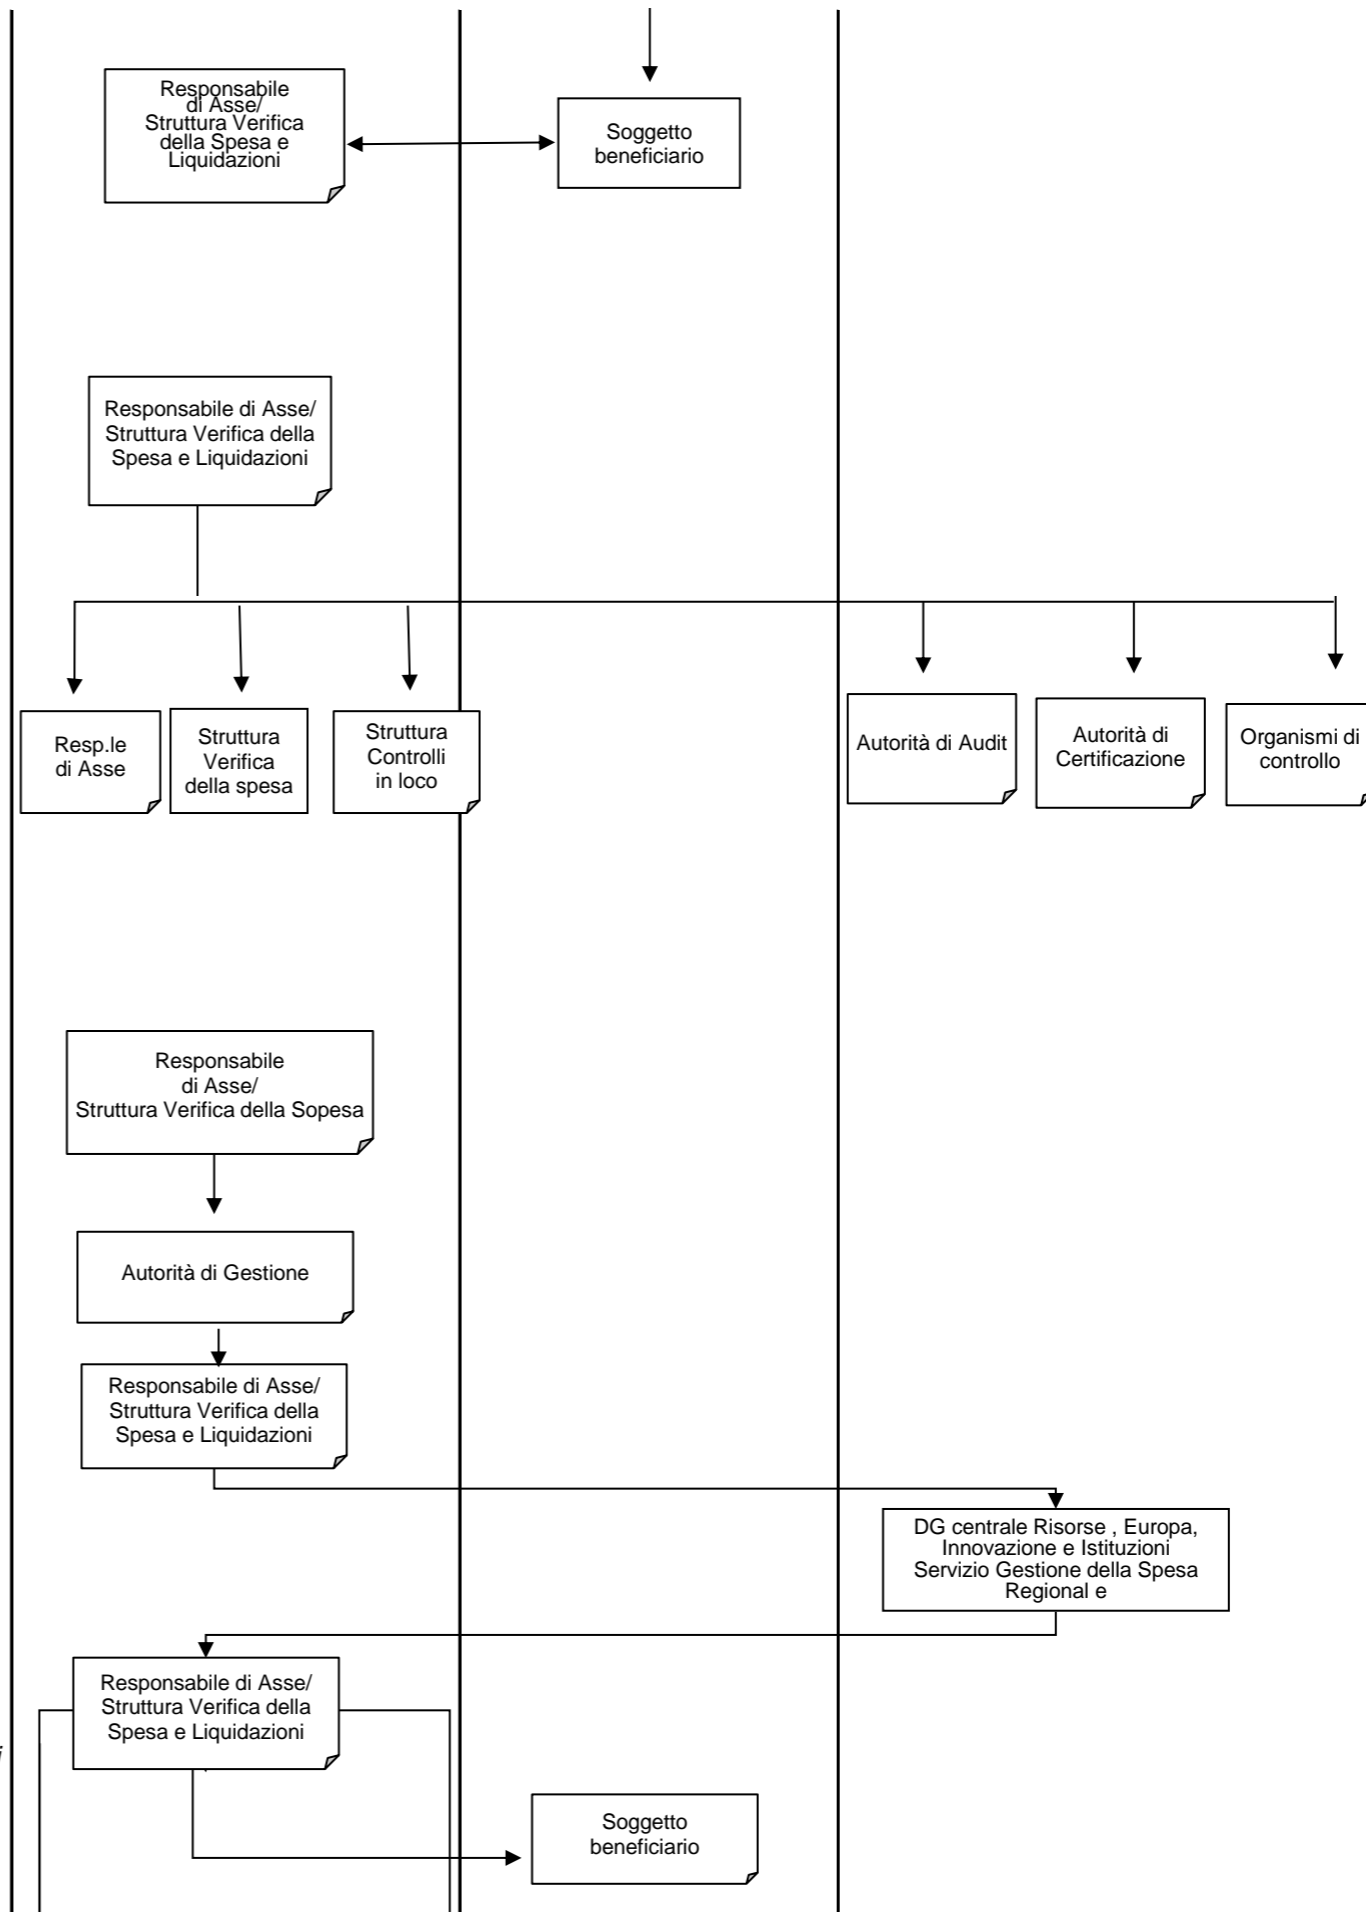 Responsabile
di Asse/
Struttura Verifica
della Spesa e
Liquidazioni
Soggetto
beneficiario
Responsabile di Asse/
Struttura Verifica della
Spesa e Liquidazioni
Resp.le
di Asse
Struttura
Verifica
della spesa
Struttura
Controlli
in loco
Autorità di Audit
Autorità di
Certificazione
Organismi di
controllo
Responsabile
di Asse/
Struttura Verifica della Sopesa
Autorità di Gestione
Responsabile di Asse/
Struttura Verifica della
Spesa e Liquidazioni
DG centrale Risorse , Europa,
Innovazione e Istituzioni
Servizio Gestione della Spesa
Regional e
Responsabile di Asse/
Struttura Verifica della
Spesa e Liquidazioni
i
Soggetto
beneficiario